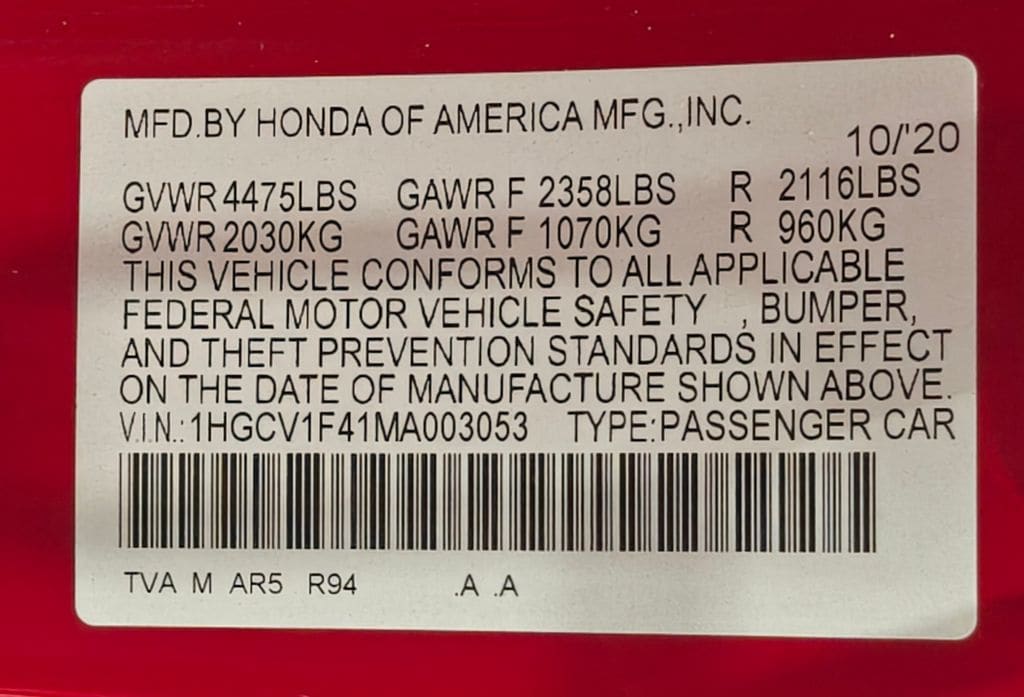 MFD.BY HONDA OF AMERICA MFG.,INC.
10/'20
GVWR 4475LBS GAWR F 2358LBS R 2116LBS
GVWR 2030KG GAWR F 1070KG R 960KG
THIS VEHICLE CONFORMS TO ALL APPLICABLE
FEDERAL MOTOR VEHICLE SAFETY , BUMPER,
AND THEFT PREVENTION STANDARDS IN EFFECT
ON THE DATE OF MANUFACTURE SHOWN ABOVE.
V.I.N.:1HGCV1F41MA003053 TYPE:PASSENGER CAR
TVA M AR5 R94 .A .A